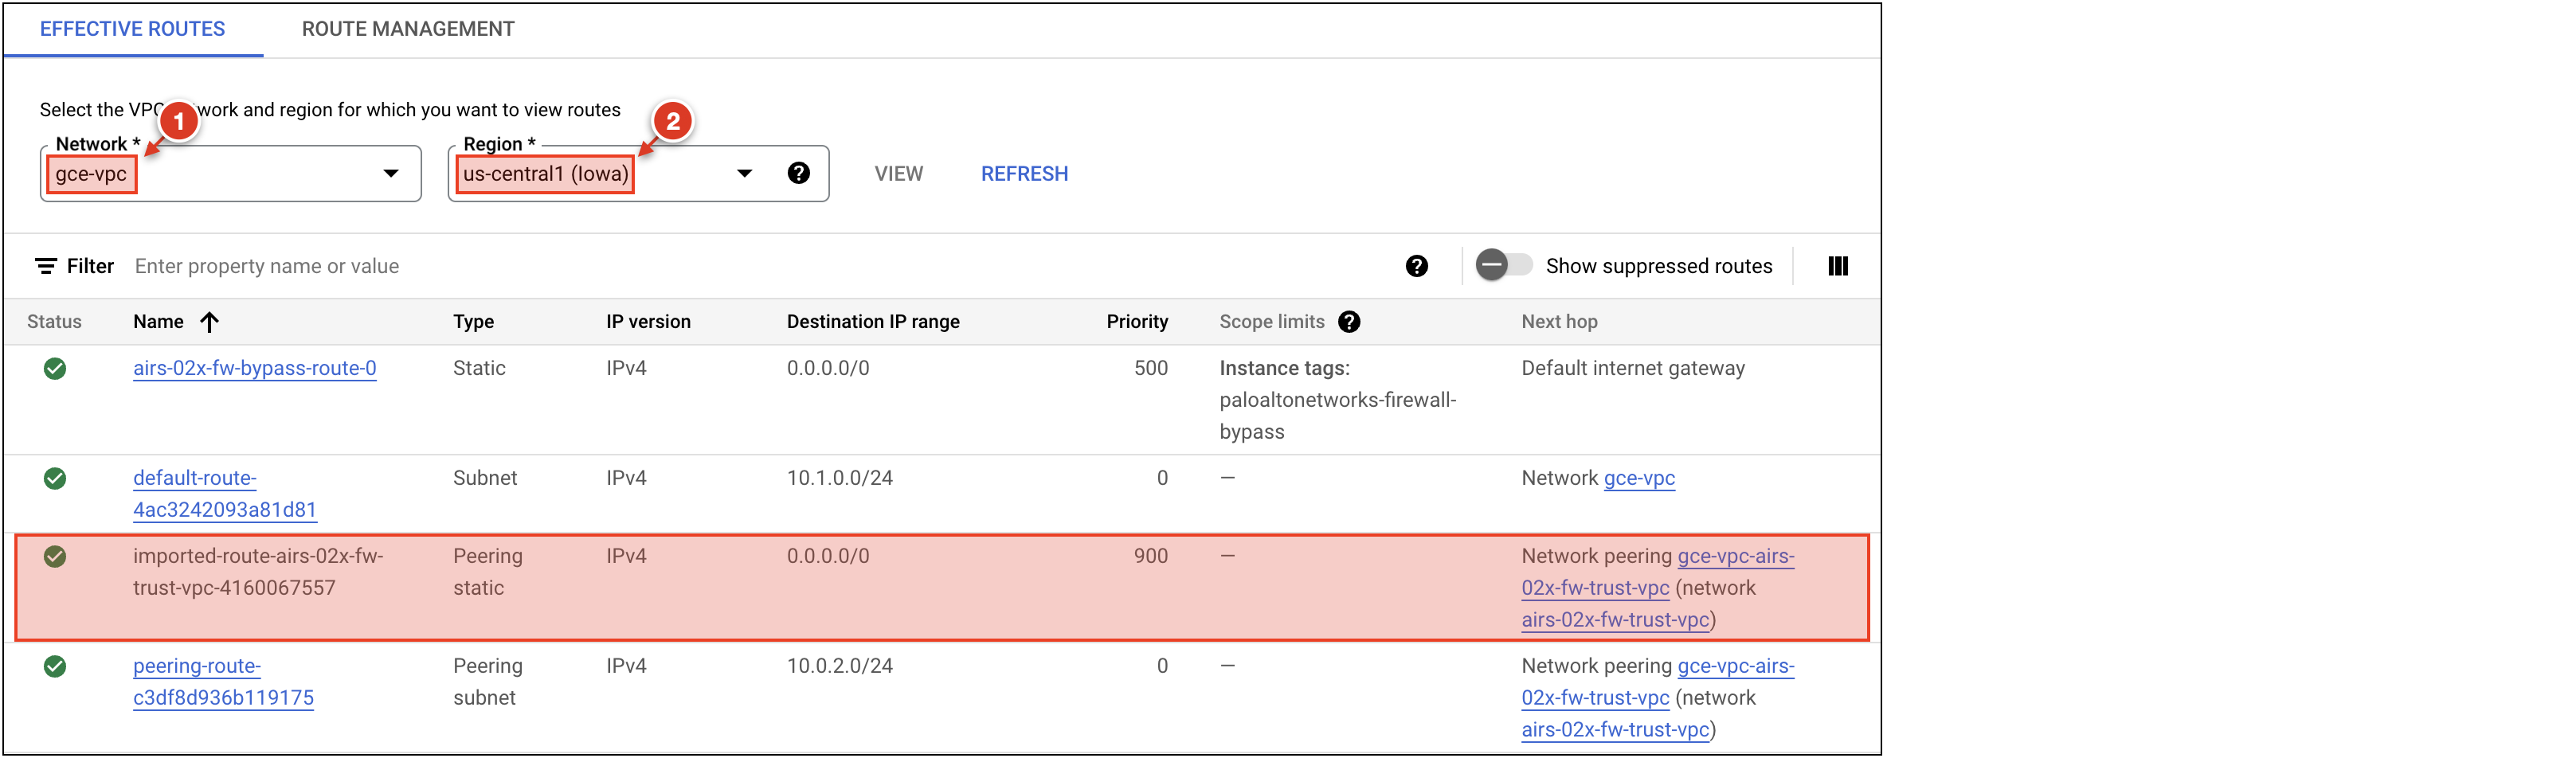 EFFECTIVE ROUTES
ROUTE MANAGEMENT
Select the VPC work and region for which you want to view routes
1
2
Network *
gce-vpc
Region *
us-central1 (Iowa)
VIEW
REFRESH
Filter
Enter property name or value
Show suppressed routes
Status Name Type IP version Destination IP range Priority Scope limits Next hop
airs-02x-fw-bypass-route-0 Static IPv4 0.0.0.0/0 500 Instance tags: Default internet gateway
paloaltonetworks-firewall-
bypass
default-route- Subnet IPv4 10.1.0.0/24 0 — Network gce-vpc
4ac3242093a81d81
imported-route-airs-02x-fw- Peering IPv4 0.0.0.0/0 900 — Network peering gce-vpc-airs-
trust-vpc-4160067557 static 02x-fw-trust-vpc (network
airs-02x-fw-trust-vpc)
peering-route- Peering IPv4 10.0.2.0/24 0 — Network peering gce-vpc-airs-
c3df8d936b119175 subnet 02x-fw-trust-vpc (network
airs-02x-fw-trust-vpc)